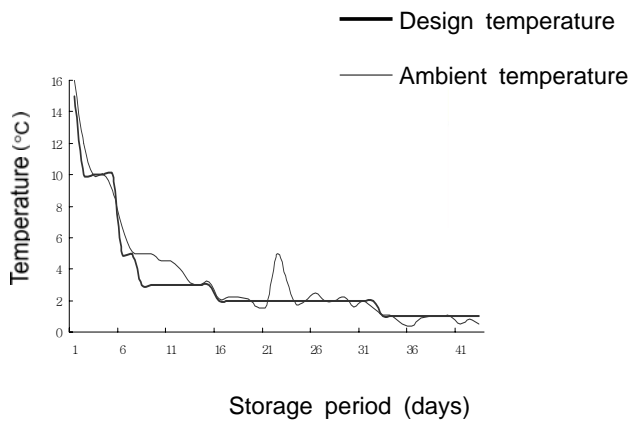 Design temperature
Ambient temperature
Temperature (°C)
16
14
12
10
8
6
4
2
0
1 6 11 16 21 26 31 36 41
Storage period (days)